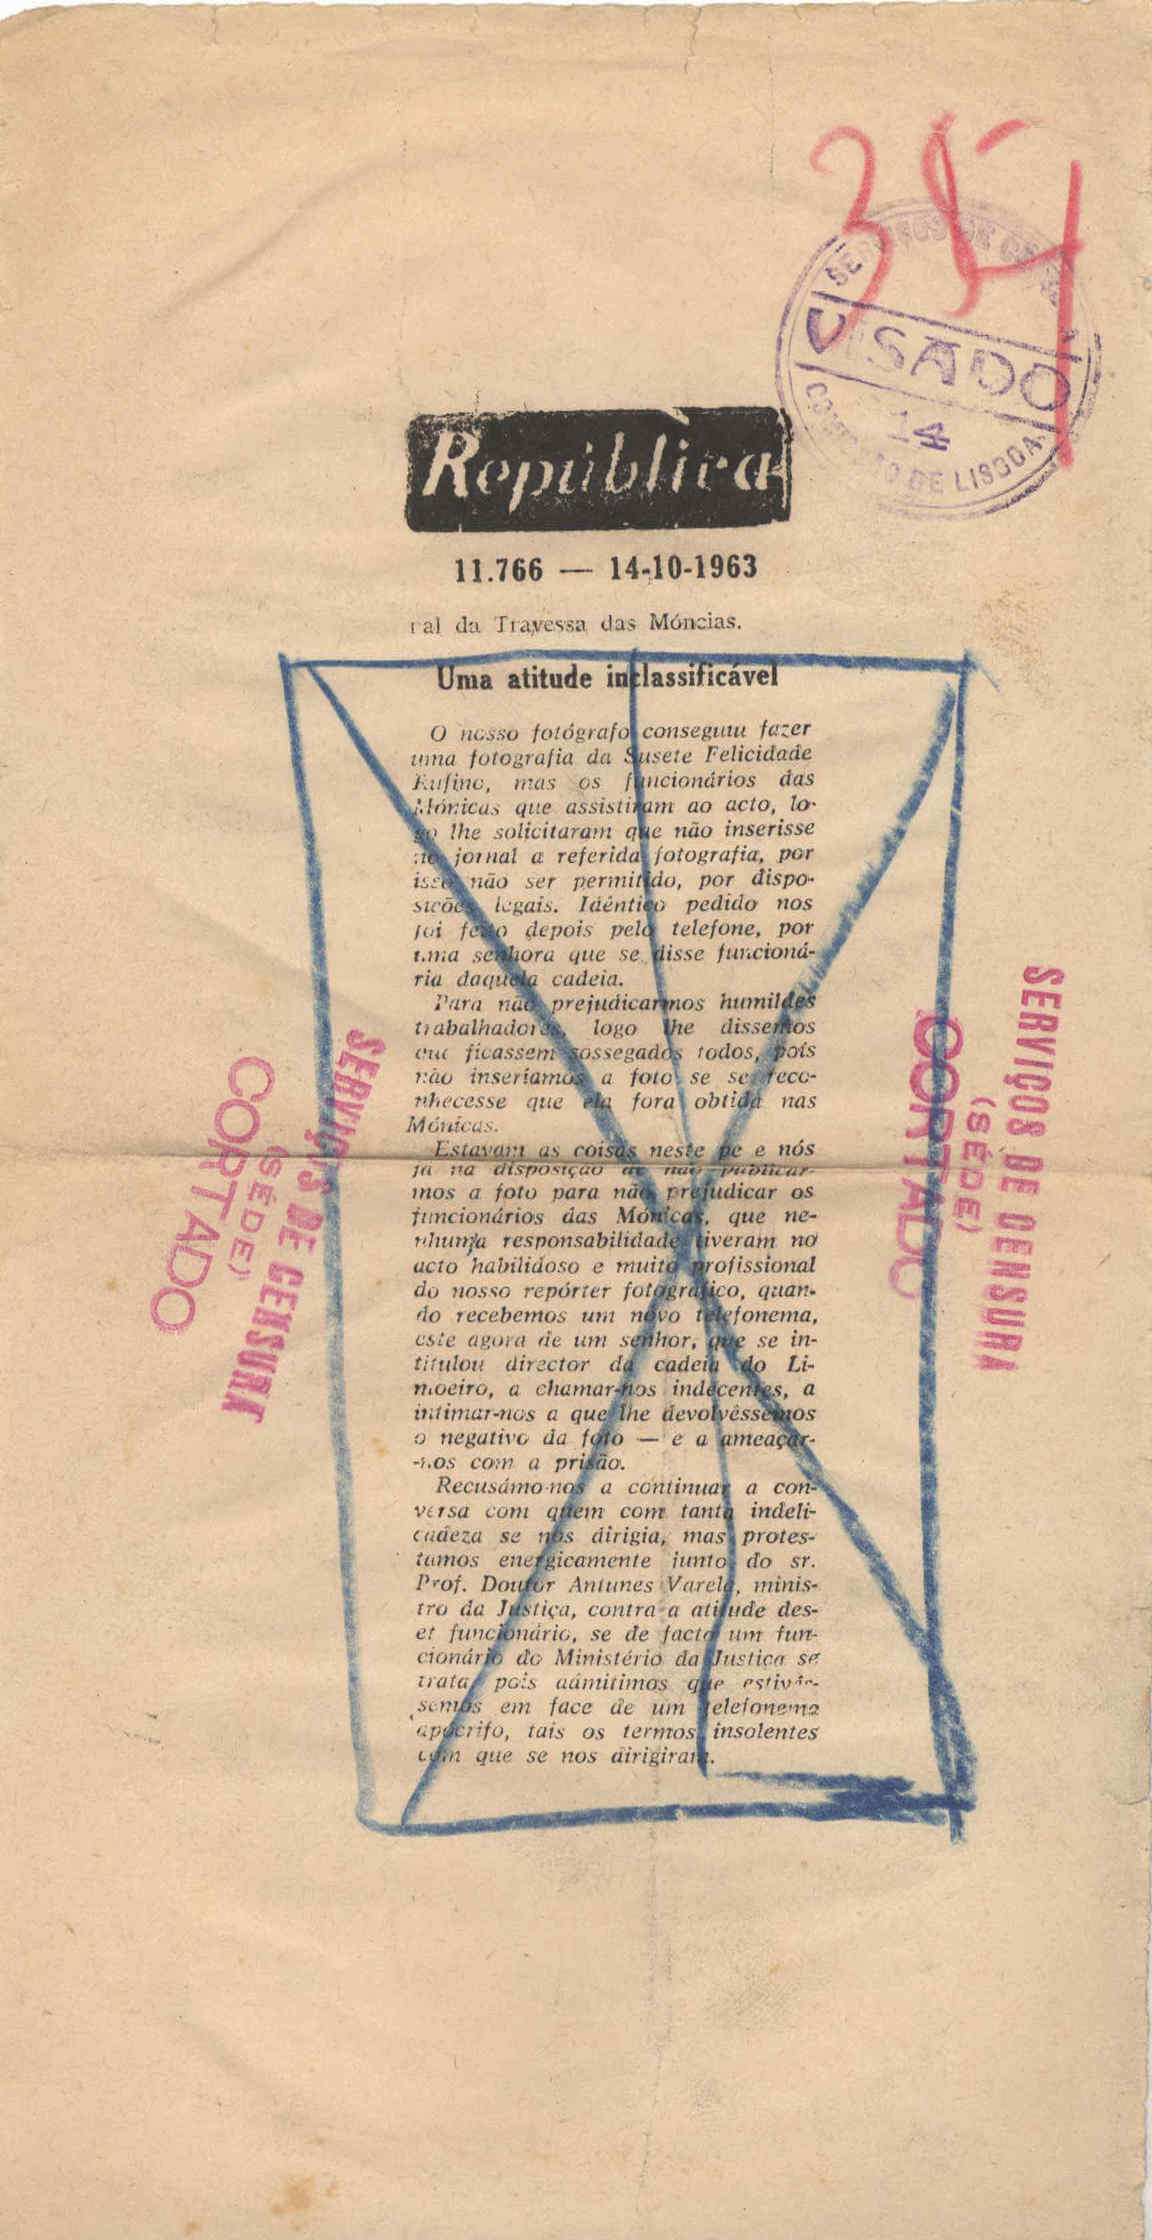 SERVIÇOS DE CE
VISADO
14
DE LISBOA
República
11.766 — 14-10-1963
ral da Travessa das Móncias.
Uma atitude inclassificável
O nosso fotógrafo conseguiu fazer
uma fotografia da Susete Felicidade
Rufino, mas os funcionários das
Mónicas que assistiram ao acto, lo-
go lhe solicitaram que não inserisse
no jornal a referida fotografia, por
isso não ser permitido, por dispo-
sições legais. Idêntico pedido nos
foi feito depois pelo telefone, por
uma senhora que se disse funcioná-
ria daquela cadeia.
Para não prejudicarmos humildes
trabalhadores, logo lhe dissemos
que ficassem sossegados todos, pois
não inseriamos a foto se se reco-
nhecesse que ela fora obtida nas
Mónicas.
Estavam as coisas neste pé e nós
já na disposição de não publicar-
mos a foto para não prejudicar os
funcionários das Mónicas, que ne-
nhuma responsabilidade tiveram no
acto habilidoso e muito profissional
do nosso repórter fotográfico, quan-
do recebemos um novo telefonema,
este agora de um senhor, que se in-
titulou director da cadeia do Li-
moeiro, a chamar-nos indecentes, a
intimar-nos a que lhe devolvêssemos
o negativo da foto — e a ameaçar-
-nos com a prisão.
Recusámo-nos a continuar a con-
versa com quem com tanta indeli-
cadeza se nos dirigia, mas protes-
tamos energicamente junto do sr.
Prof. Doutor Antunes Varela, minis-
tro da Justiça, contra a atitude des-
et funcionário, se de facto um fun-
cionário do Ministério da Justiça se
trata, pois admitimos que estivés-
semos em face de um telefonema
apócrifo, tais os termos insolentes
com que se nos dirigiram.
SERVIÇOS DE CENSURA
(SÉDE)
CORTADO
SERVIÇOS DE CENSURA
(SÉDE)
CORTADO